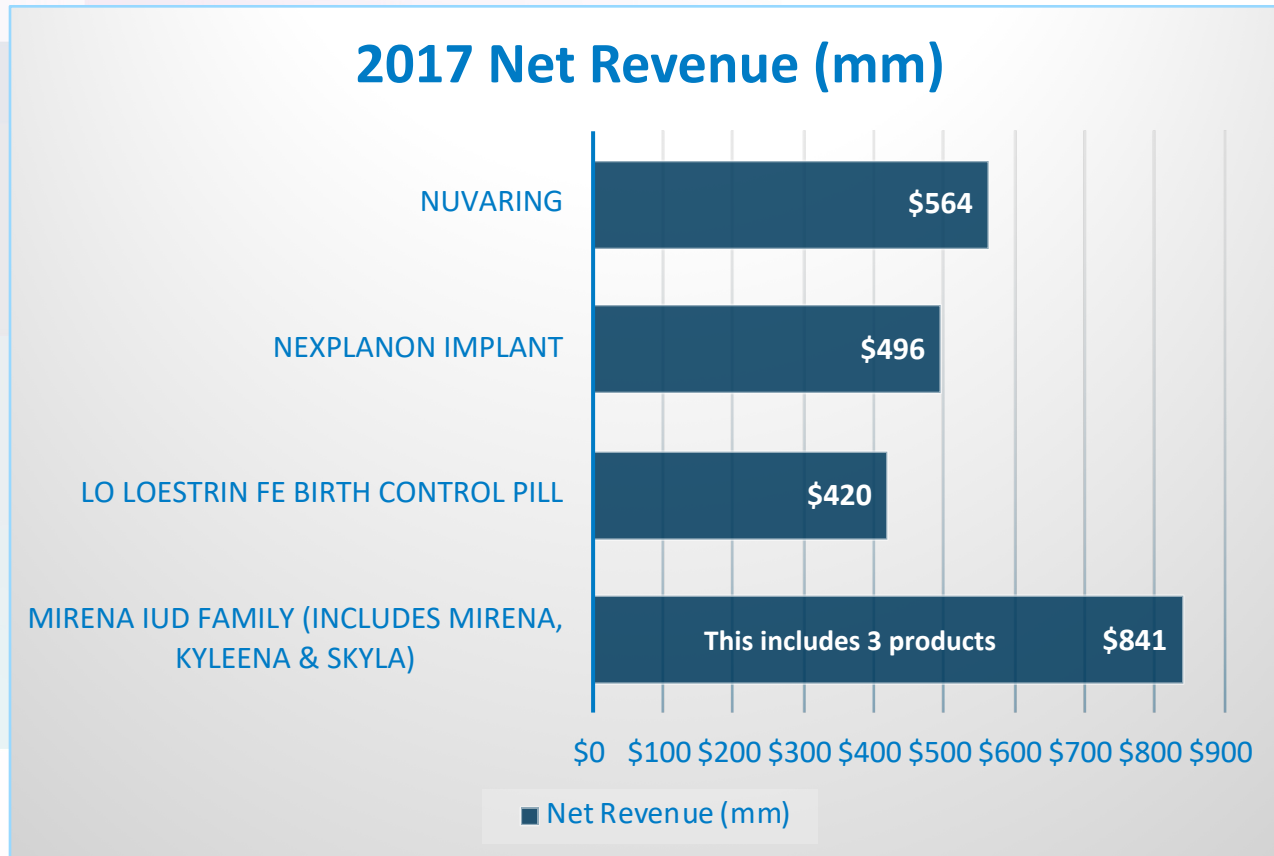 2017 Net Revenue (mm)
NUVARING
$564
NEXPLANON IMPLANT
$496
LO LOESTRIN FE BIRTH CONTROL PILL
$420
MIRENA IUD FAMILY (INCLUDES MIRENA,
KYLEENA & SKYLA)
This includes 3 products
$841
$0 $100 $200 $300 $400 $500 $600 $700 $800 $900
Net Revenue (mm)